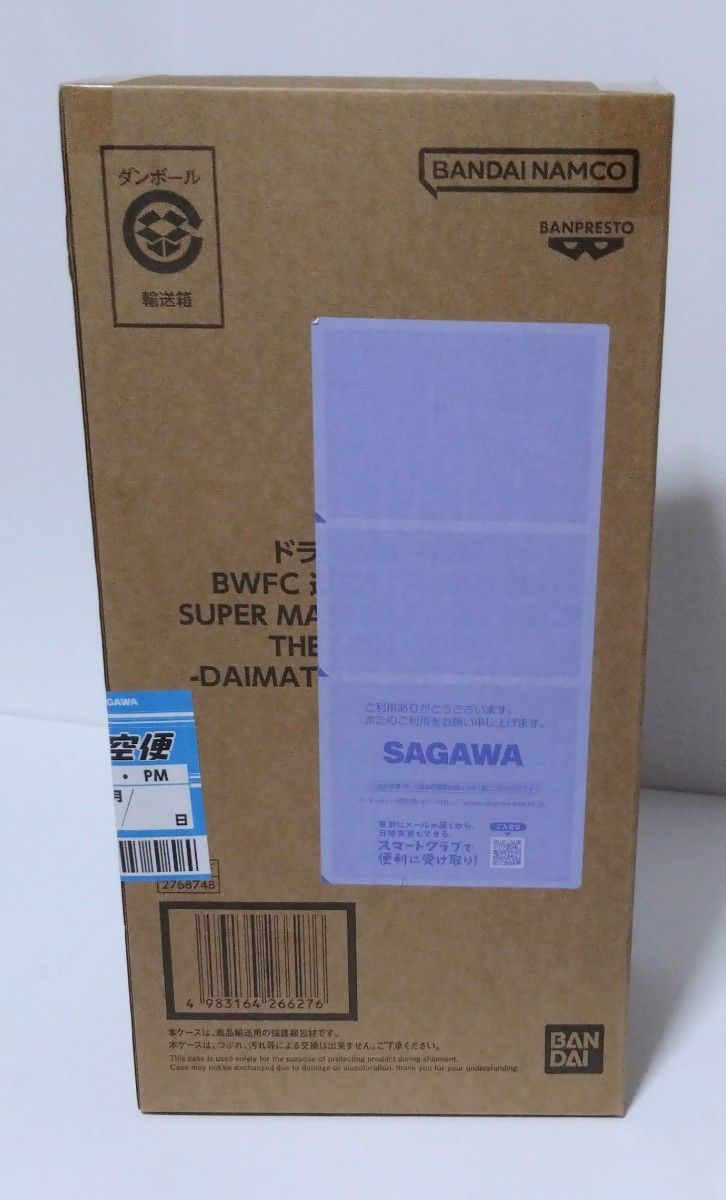 ダンボール
輸送箱
BANDAI NAMCO
BANPRESTO
ドラ
BWFC
SUPER MA
THE
-DAIMAT
GAWA
空便
・ PM
月/
日
2768748
4 983164 266276
ご利用ありがとうございます。
またのご利用をお願い申し上げます。
SAGAWA
事前にメールが届くから、
日時変更もできる。
スマートクラブで
便利に受け取り!
ご入会は
本ケースは、商品輸送用の保護梱包材です。
本ケースは、つぶれ、汚れ等による交換は出来ません。ご了承ください。
This case is used solely for the purpose of protecting product during shipment.
Case may not be exchanged due to damage or discoloration, thank you for your understanding.
BAN
DAI